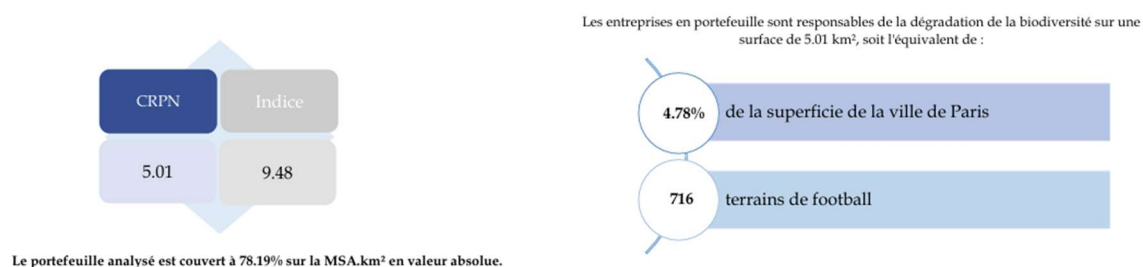 Les entreprises en portefeuille sont responsables de la dégradation de la biodiversité sur une
surface de 5.01 km², soit l'équivalent de :
CRPN Indice
5.01 9.48
4.78% de la superficie de la ville de Paris
716 terrains de football
Le portefeuille analysé est couvert à 78.19% sur la MSA.km² en valeur absolue.